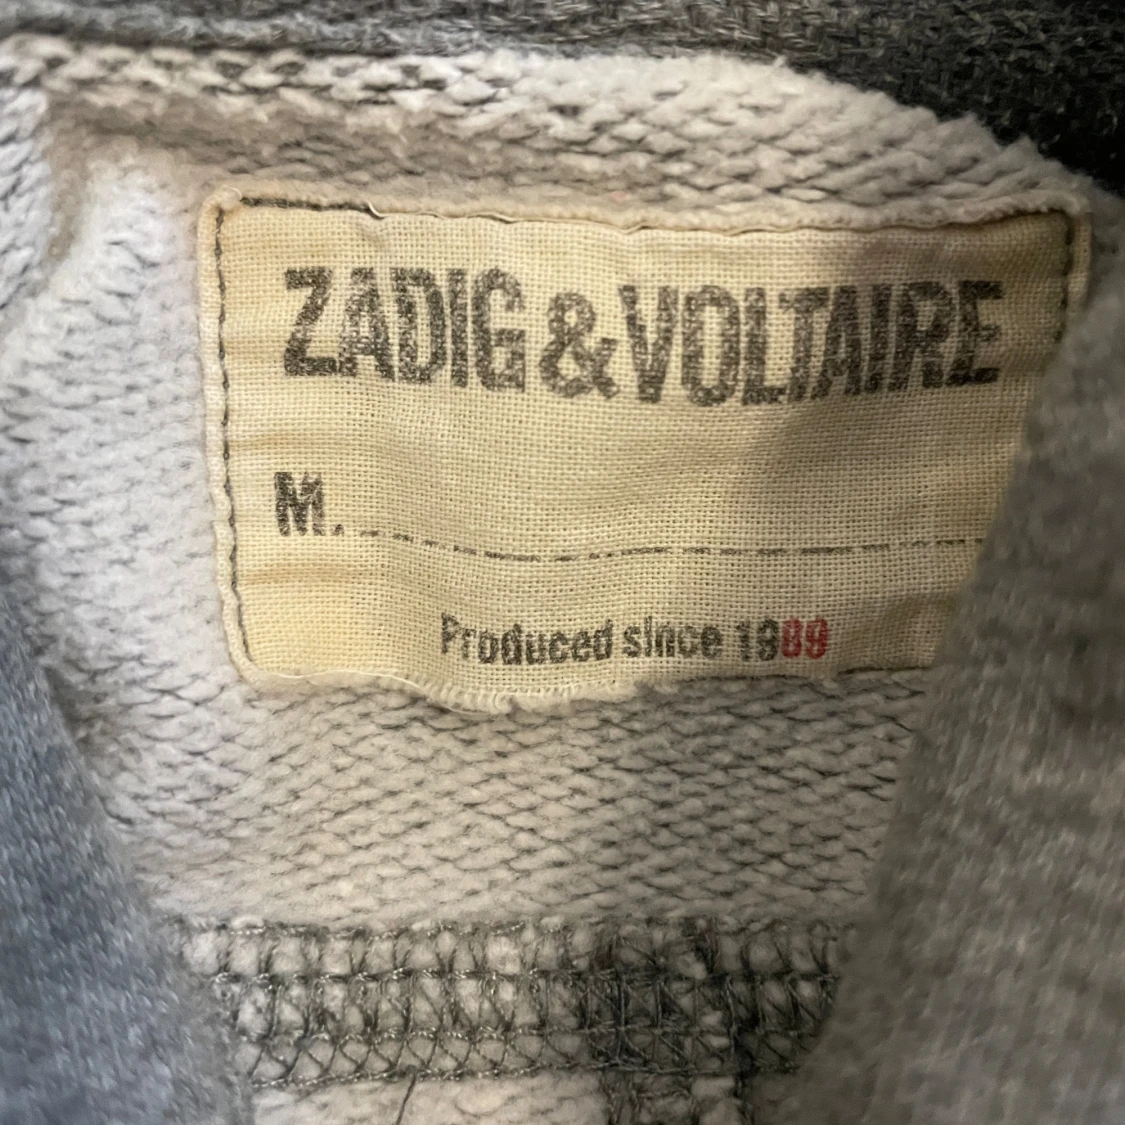 ZADIG & VOLTAIRE
M.
Produced since 1989